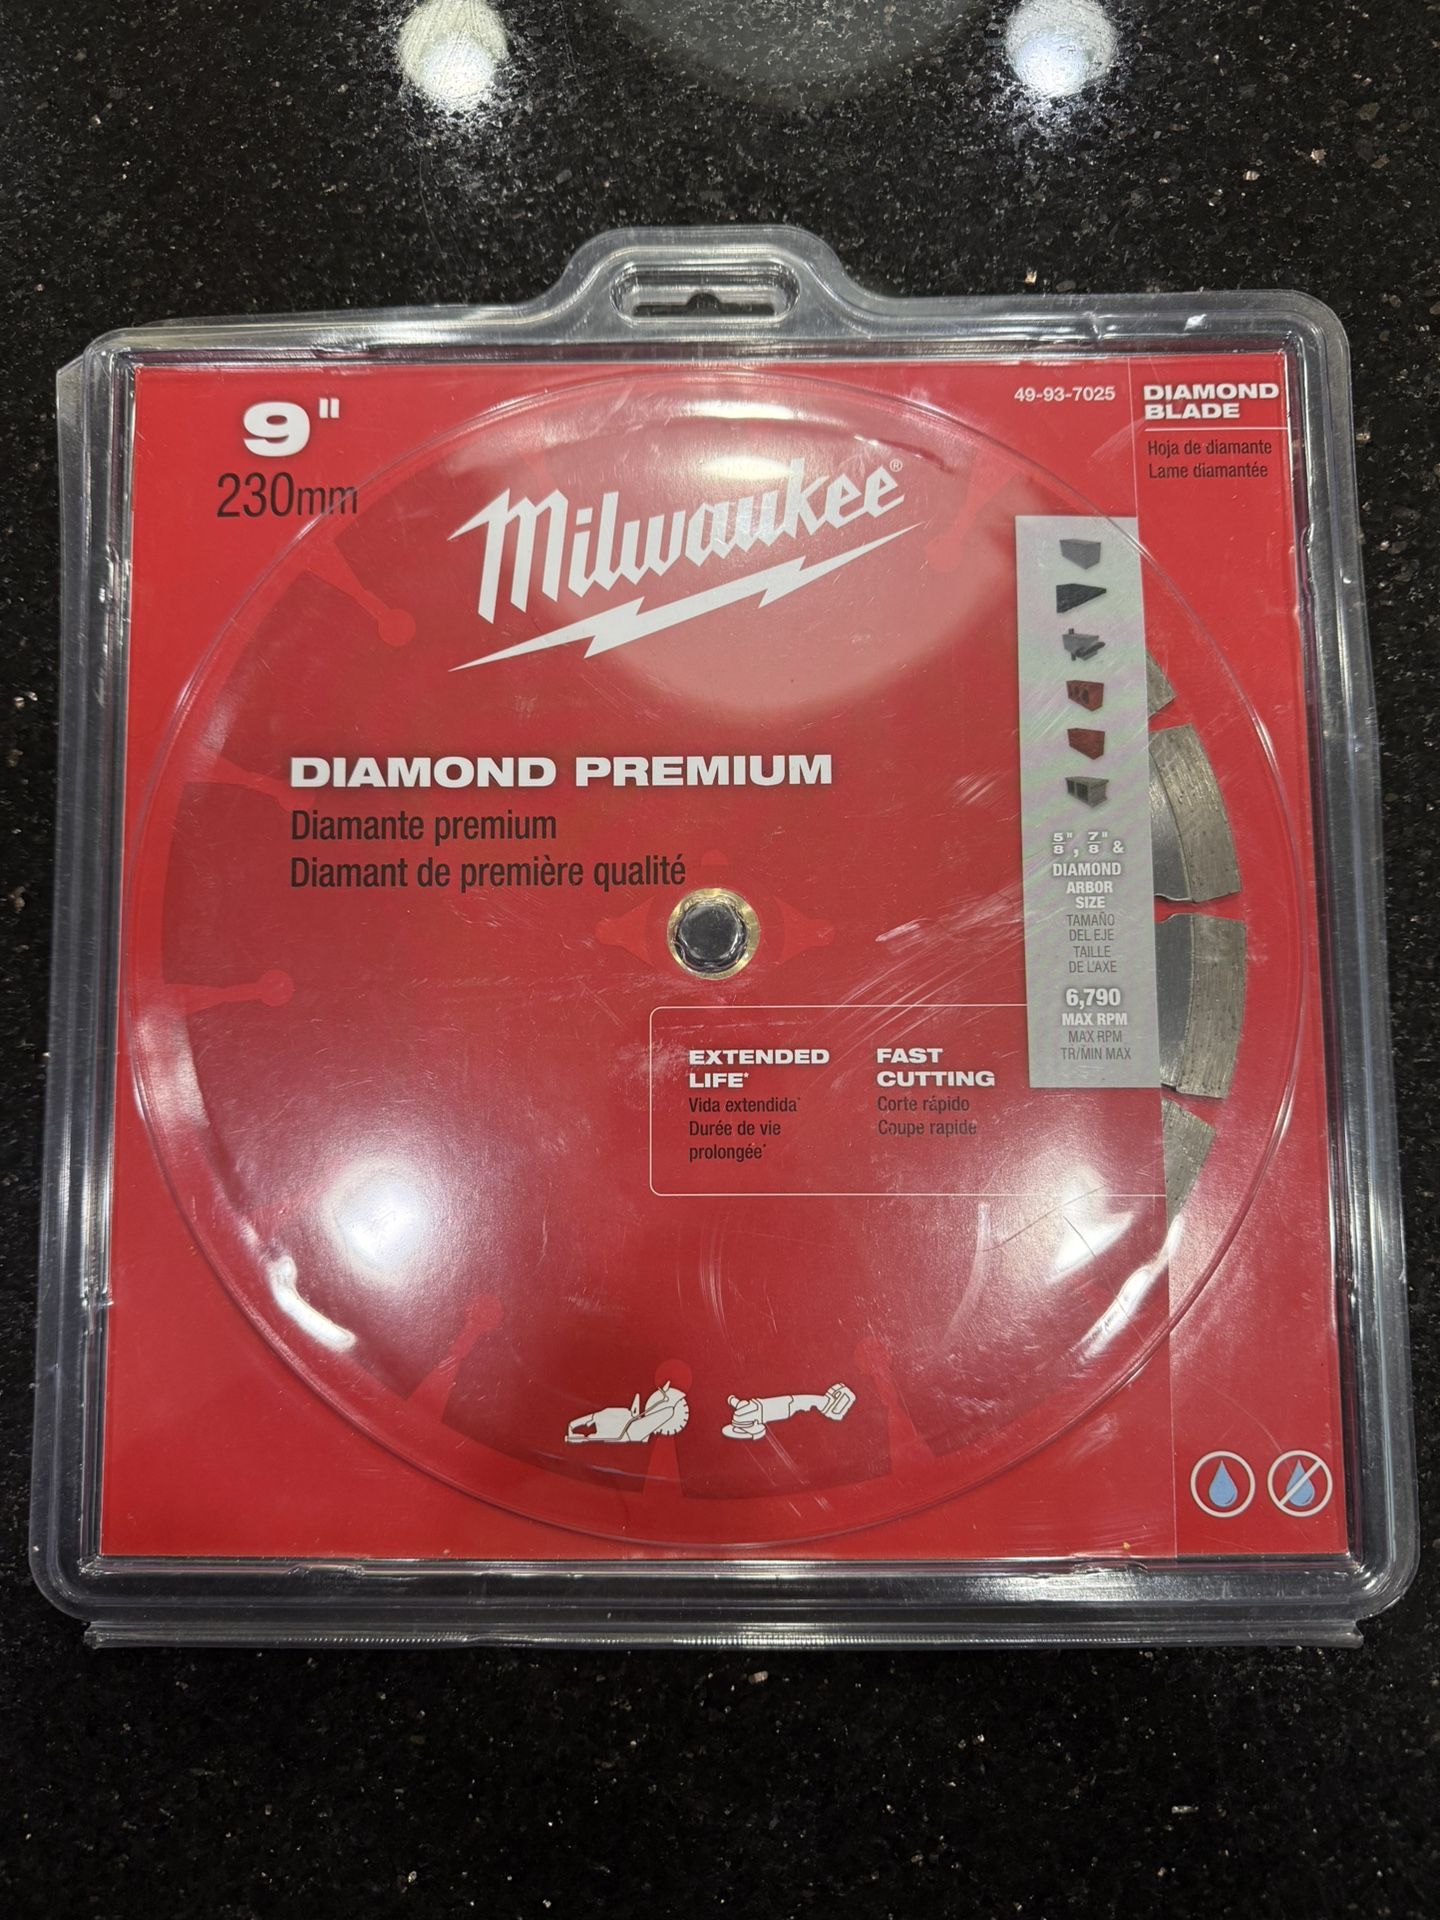 9"
230mm
49-93-7025
DIAMOND
BLADE
Hoja de diamante
Lame diamantée
Milwaukee®
DIAMOND PREMIUM
Diamante premium
Diamant de première qualité
5/8", 7/8" &
DIAMOND
ARBOR
SIZE
TAMAÑO
DEL EJE
TAILLE
DE L'AXE
6,790
MAX RPM
MAX RPM
TR/MIN MAX
EXTENDED
LIFE*
Vida extendida*
Durée de vie
prolongée*
FAST
CUTTING
Corte rápido
Coupe rapide